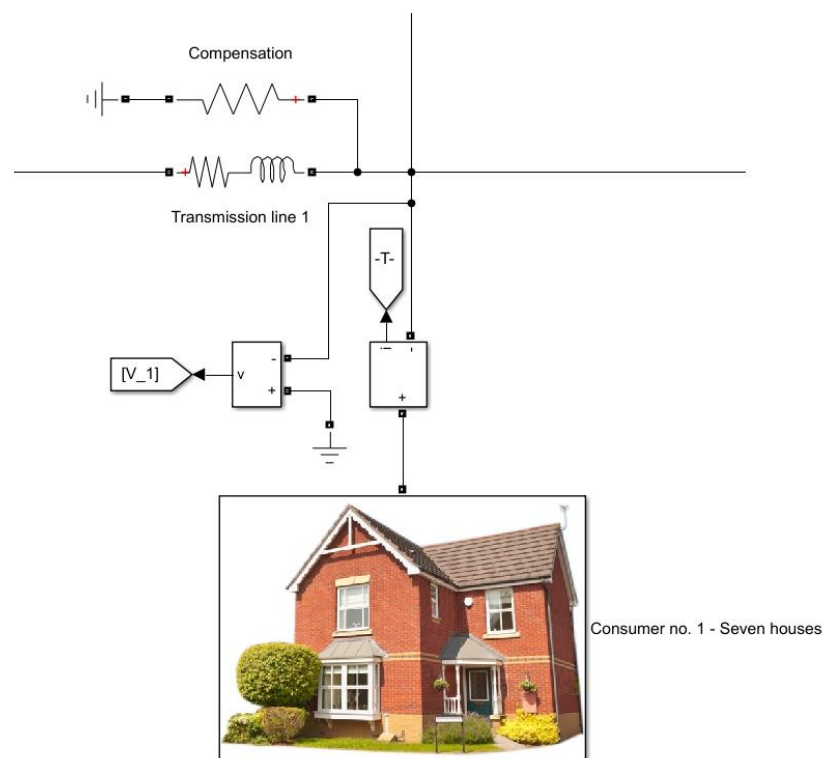 Compensation
+
+
Transmission line 1
-T-
i
-
[V_1]
v
-
+
+
Consumer no. 1 - Seven houses